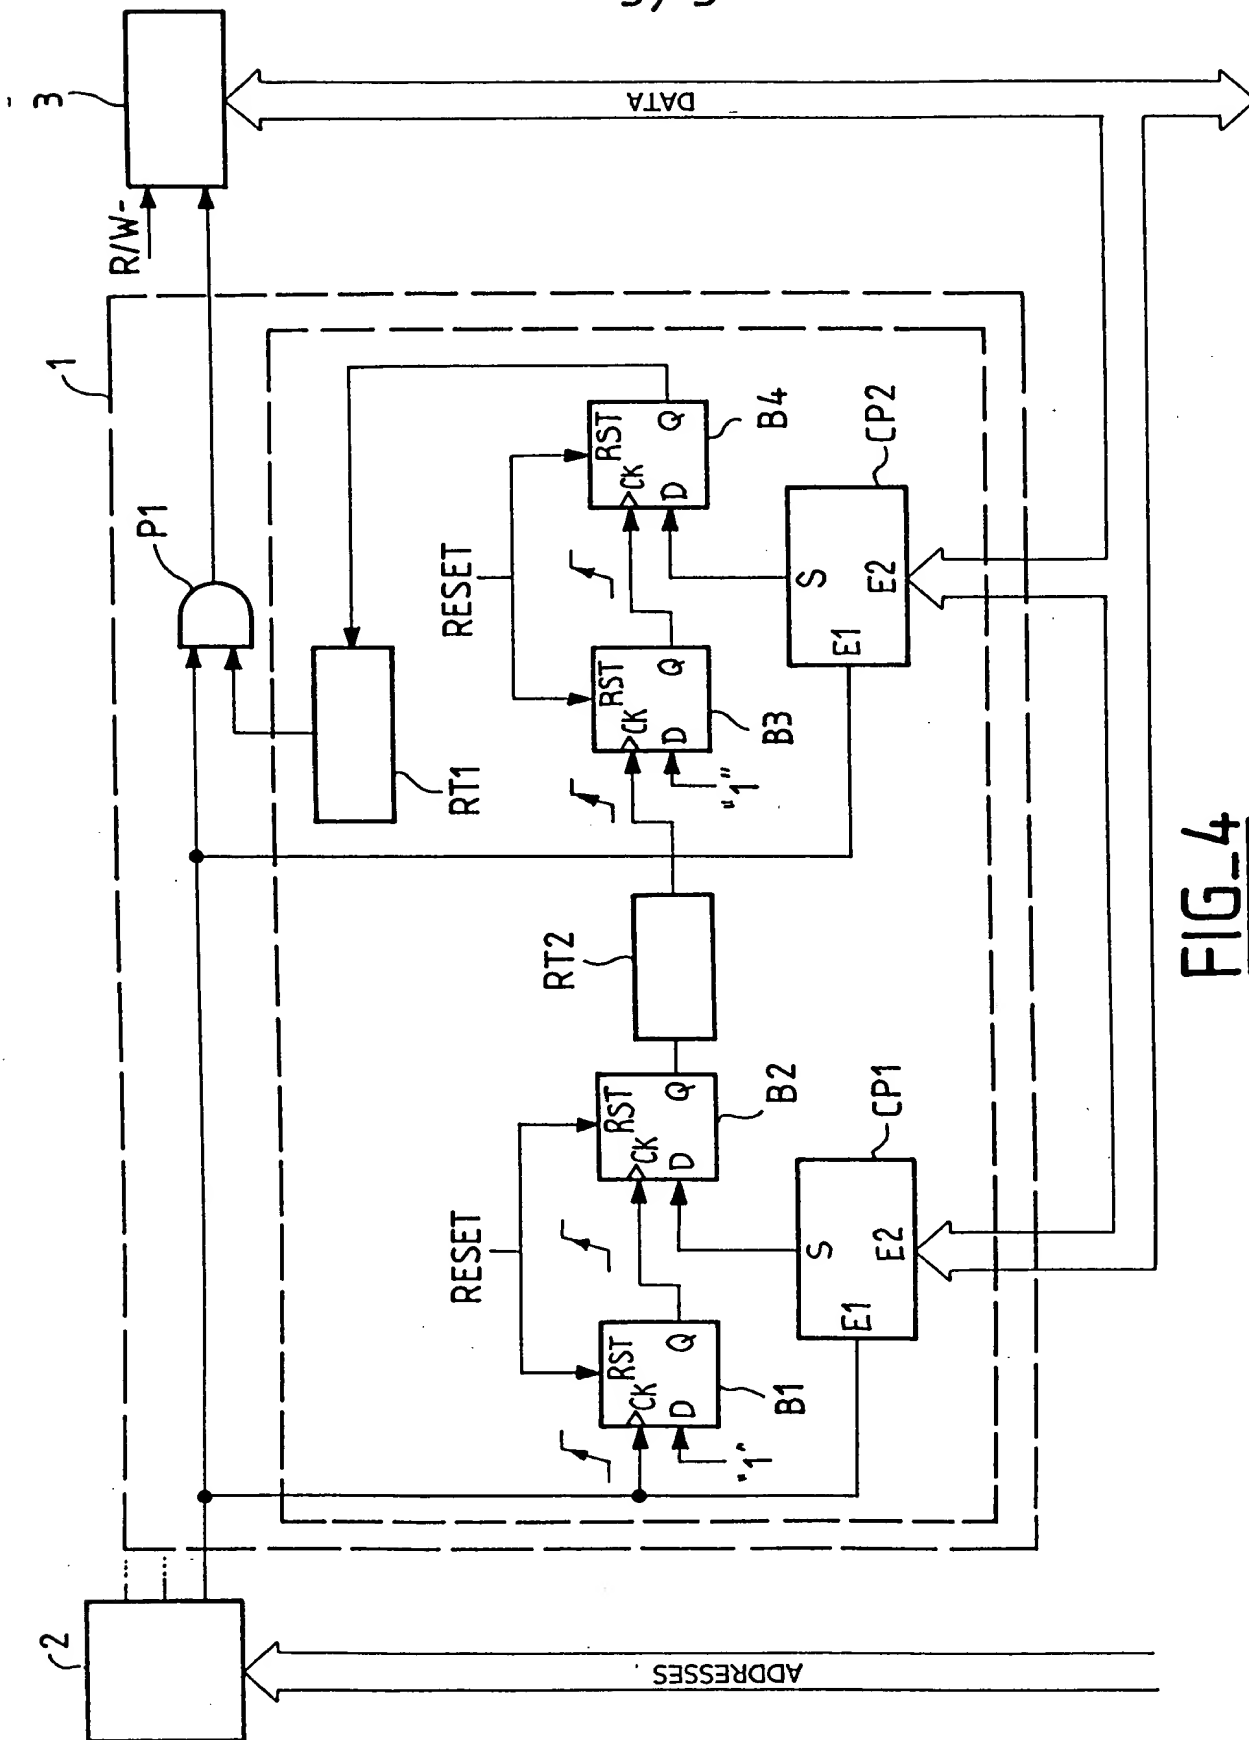 3/3
3
DATA
R/W-
1
P1
RST
CK
D
Q
B4
CP2
RESET
S
E1
E2
RST
CK
D
Q
B3
"1"
RT1
RT2
FIG_4
RST
CK
D
Q
B2
CP1
RESET
S
E1
E2
RST
CK
D
Q
B1
"1"
2
ADDRESSES